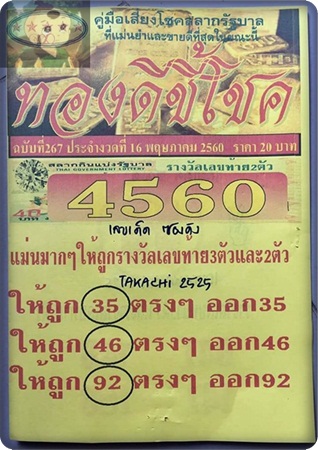 คู่มือเสี่ยงโชคสลากรัฐบาล
ที่แม่นยำและขายดีที่สุดในขณะนี้
ทองดีชี้โชค
ฉบับที่267 ประจำงวดที่ 16 พฤษภาคม 2560 ราคา 20 บาท
สลากกินแบ่งรัฐบาล รางวัลเลขท้าย2ตัว
THAI GOVERNMENT LOTTERY
4560
เลขเด็ด ซองดัง
แม่นมากๆให้ถูกรางวัลเลขท้าย3ตัวและ2ตัว
TAKACHI 2525
ให้ถูก 35 ตรงๆ ออก35
ให้ถูก 46 ตรงๆ ออก46
ให้ถูก 92 ตรงๆ ออก92